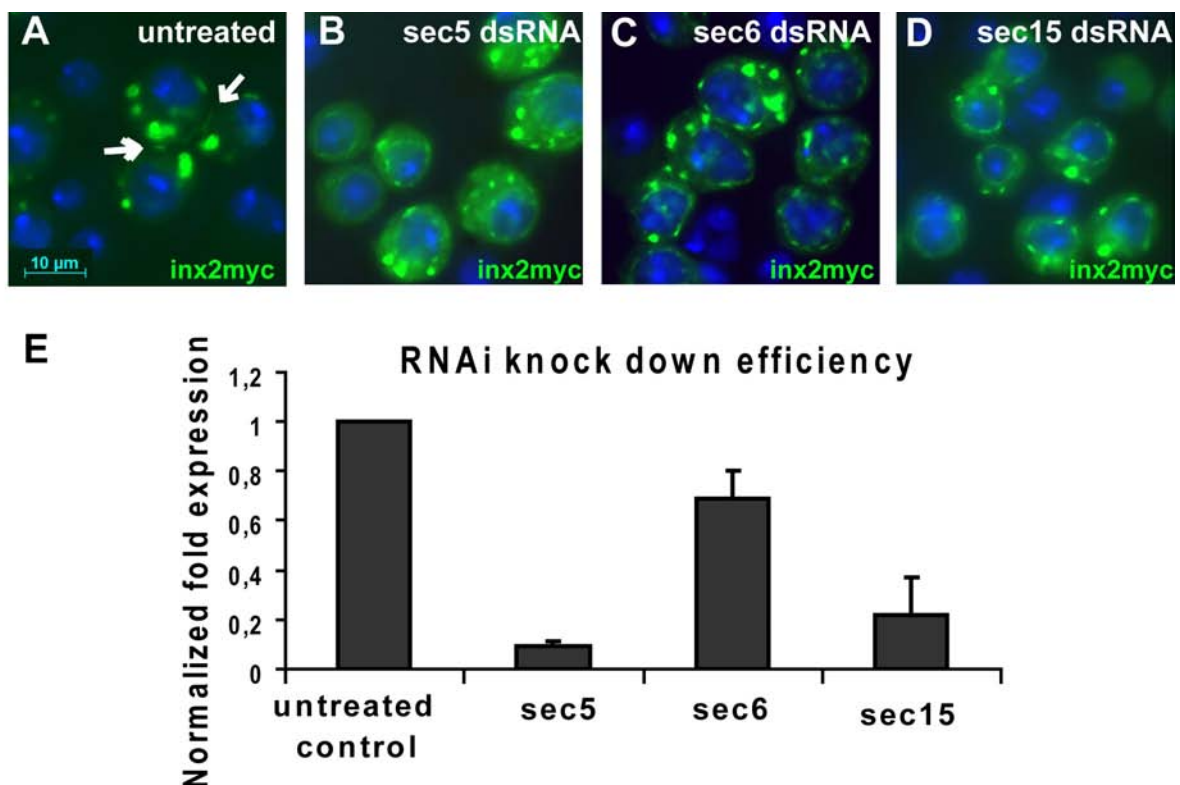 A untreated
10 µm
inx2myc
B sec5 dsRNA
inx2myc
C sec6 dsRNA
inx2myc
D sec15 dsRNA
inx2myc
E
RNAi knock down efficiency
Normalized fold expression
1,2
1
0,8
0,6
0,4
0,2
0
untreated
control
sec5
sec6
sec15